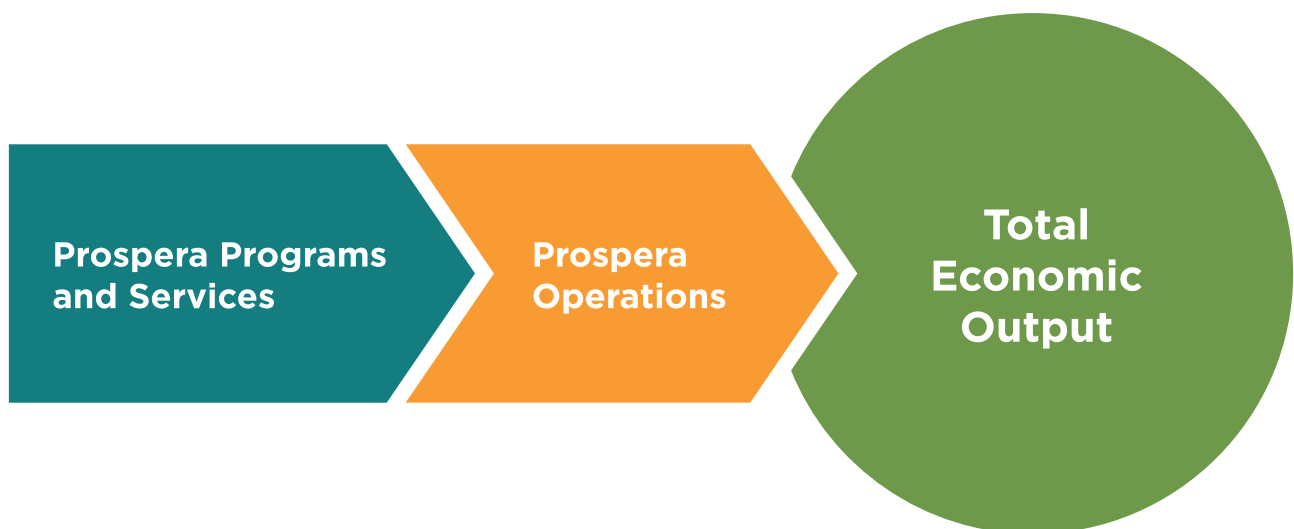 Prospera Programs
and Services
Prospera
Operations
Total
Economic
Output